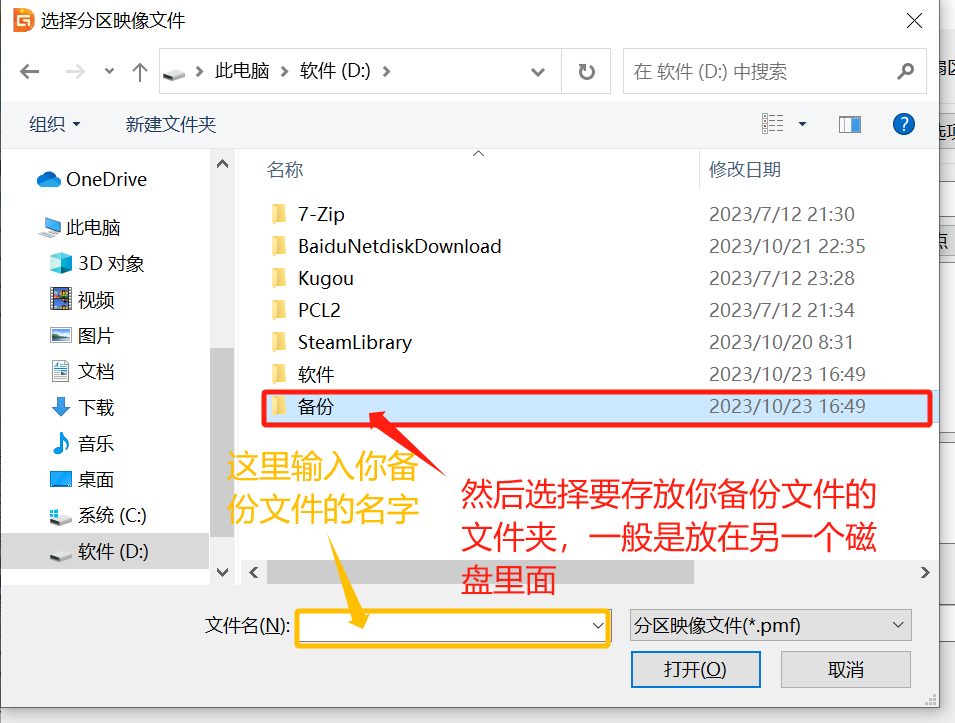 选择分区映像文件
此电脑 软件 (D:)
在 软件 (D:) 中搜索
组织 新建文件夹
OneDrive
此电脑
3D 对象
视频
图片
文档
下载
音乐
桌面
系统 (C:)
软件 (D:)
名称 修改日期
7-Zip 2023/7/12 21:30
BaiduNetdiskDownload 2023/10/21 22:35
Kugou 2023/7/12 23:28
PCL2 2023/7/12 21:34
SteamLibrary 2023/10/20 8:31
软件 2023/10/23 16:49
备份 2023/10/23 16:49
这里输入你备
份文件的名字
然后选择要存放你备份文件的
文件夹，一般是放在另一个磁
盘里面
文件名(N):
分区映像文件(*.pmf)
打开(O) 取消